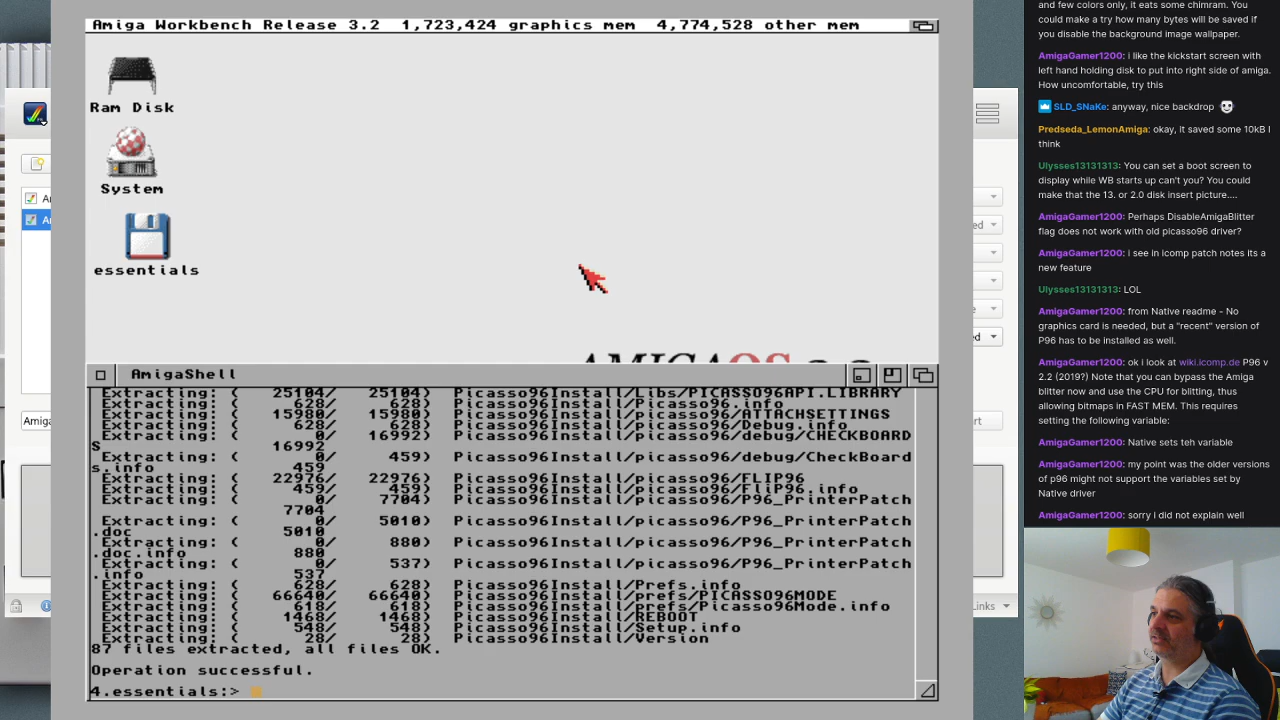 Amiga Workbench Release 3.2  1,723,424 graphics mem  4,774,528 other mem
Ram Disk
System
essentials
AmigaShell
Extracting: (   25104/   25104)  Picasso96Install/Libs/PICASSO96API.LIBRARY
Extracting: (     628/     628)  Picasso96Install/Picasso96.info
Extracting: (   15980/   15980)  Picasso96Install/picasso96/ATTACHSETTINGS
Extracting: (     628/     628)  Picasso96Install/picasso96/Debug.info
Extracting: (       0/   16992)  Picasso96Install/picasso96/debug/CHECKBOARD
S                16992
Extracting: (       0/     459)  Picasso96Install/picasso96/debug/CheckBoard
s.info             459
Extracting: (   22976/   22976)  Picasso96Install/picasso96/FLIP96
Extracting: (     459/     459)  Picasso96Install/picasso96/Flip96.info
Extracting: (       0/    7704)  Picasso96Install/picasso96/P96_PrinterPatch
7704
Extracting: (       0/    5010)  Picasso96Install/picasso96/P96_PrinterPatch
.doc              5010
Extracting: (       0/     880)  Picasso96Install/picasso96/P96_PrinterPatch
.doc.info          880
Extracting: (       0/     537)  Picasso96Install/picasso96/P96_PrinterPatch
.info              537
Extracting: (     628/     628)  Picasso96Install/Prefs.info
Extracting: (   66640/   66640)  Picasso96Install/prefs/PICASSO96MODE
Extracting: (     618/     618)  Picasso96Install/prefs/Picasso96Mode.info
Extracting: (    1468/    1468)  Picasso96Install/REBOOT
Extracting: (     548/     548)  Picasso96Install/Setup.info
Extracting: (      28/      28)  Picasso96Install/Version
87 files extracted, all files OK.
Operation successful.
4.essentials:>
Amiga
Links
and few colors only, it eats some chimram. You
could make a try how many bytes will be saved if
you disable the background image wallpaper.
AmigaGamer1200: i like the kickstart screen with
left hand holding disk to put into right side of amiga.
How uncomfortable, try this
SLD_SNaKe: anyway, nice backdrop
Predseda_LemonAmiga: okay, it saved some 10kB I
think
Ulysses13131313: You can set a boot screen to
display while WB starts up can't you? You could
make that the 13. or 2.0 disk insert picture....
AmigaGamer1200: Perhaps DisableAmigaBlitter
flag does not work with old picasso96 driver?
AmigaGamer1200: i see in icomp patch notes its a
new feature
Ulysses13131313: LOL
AmigaGamer1200: from Native readme - No
graphics card is needed, but a "recent" version of
P96 has to be installed as well.
AmigaGamer1200: ok i look at wiki.icomp.de P96 v
2.2 (2019?) Note that you can bypass the Amiga
blitter now and use the CPU for blitting, thus
allowing bitmaps in FAST MEM. This requires
setting the following variable:
AmigaGamer1200: Native sets teh variable
AmigaGamer1200: my point was the older versions
of p96 might not support the variables set by
Native driver
AmigaGamer1200: sorry i did not explain well